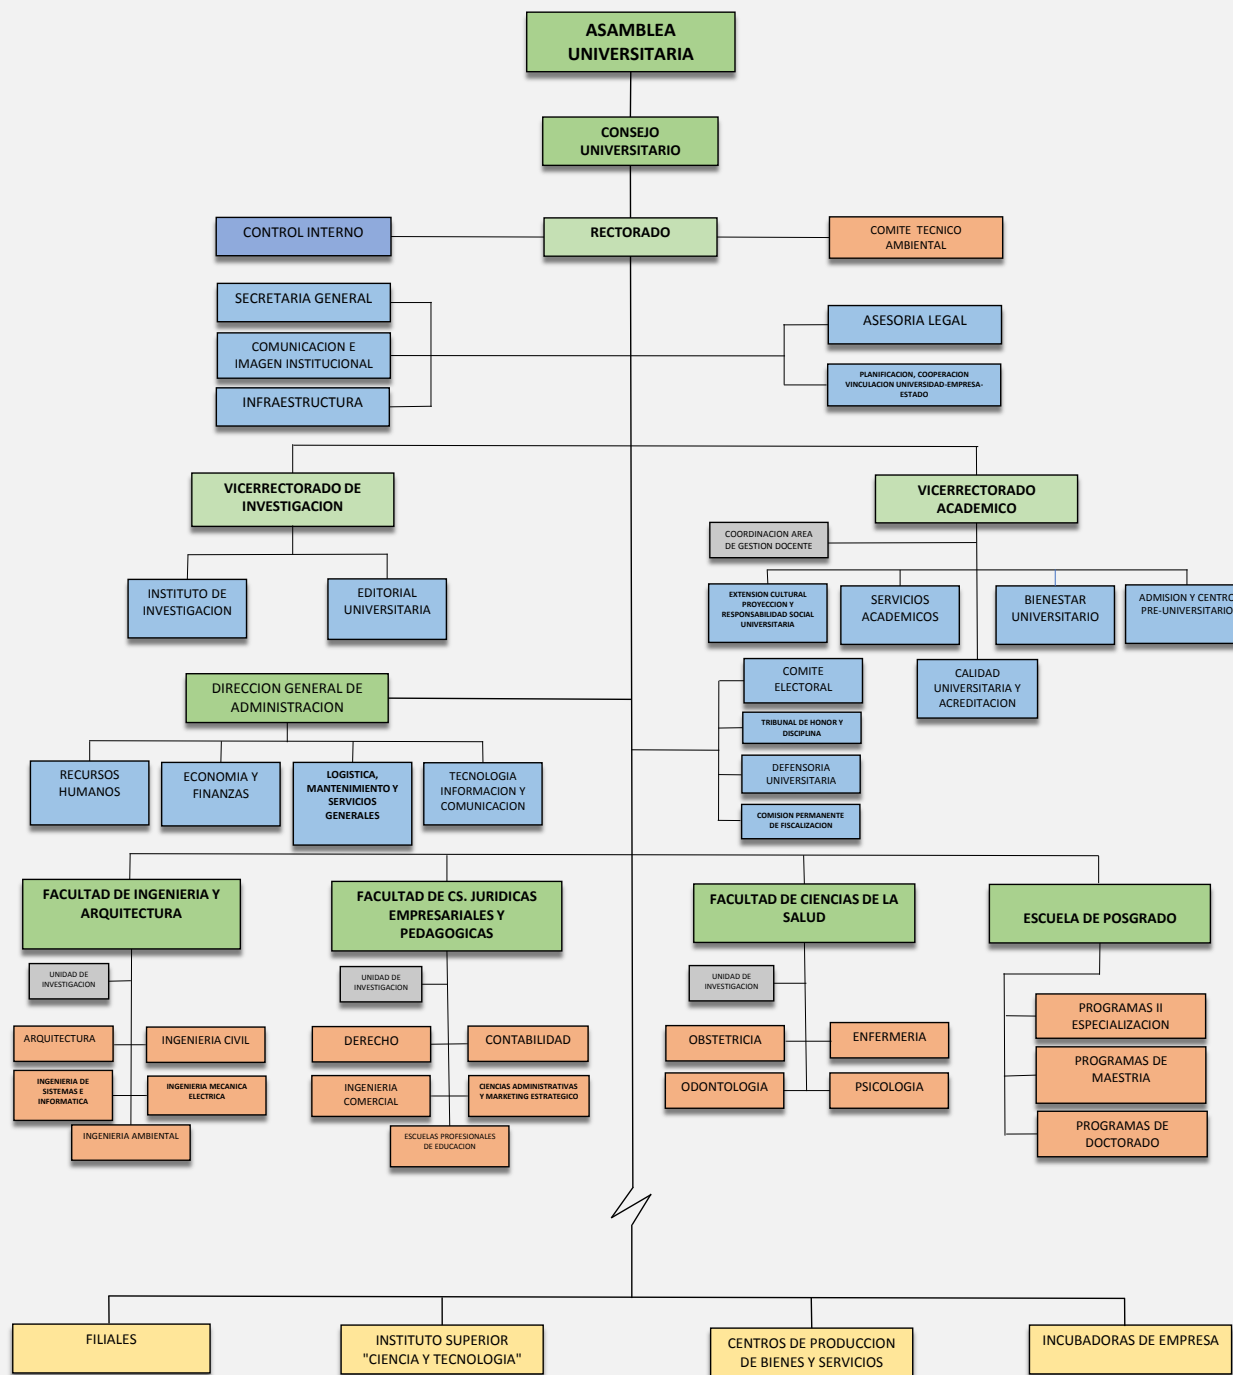 ASAMBLEA
UNIVERSITARIA
CONSEJO
UNIVERSITARIO
CONTROL INTERNO
RECTORADO
COMITE TECNICO
AMBIENTAL
SECRETARIA GENERAL
COMUNICACION E
IMAGEN INSTITUCIONAL
INFRAESTRUCTURA
ASESORIA LEGAL
PLANIFICACION, COOPERACION
VINCULACION UNIVERSIDAD-EMPRESA-
ESTADO
VICERRECTORADO DE
INVESTIGACION
VICERRECTORADO
ACADEMICO
COORDINACION AREA
DE GESTION DOCENTE
INSTITUTO DE
INVESTIGACION
EDITORIAL
UNIVERSITARIA
EXTENSION CULTURAL
PROYECCION Y
RESPONSABILIDAD SOCIAL
UNIVERSITARIA
SERVICIOS
ACADEMICOS
BIENESTAR
UNIVERSITARIO
ADMISION Y CENTRO
PRE-UNIVERSITARIO
CALIDAD
UNIVERSITARIA Y
ACREDITACION
DIRECCION GENERAL DE
ADMINISTRACION
COMITE
ELECTORAL
TRIBUNAL DE HONOR Y
DISCIPLINA
DEFENSORIA
UNIVERSITARIA
COMISION PERMANENTE
DE FISCALIZACION
RECURSOS
HUMANOS
ECONOMIA Y
FINANZAS
LOGISTICA,
MANTENIMIENTO Y
SERVICIOS
GENERALES
TECNOLOGIA
INFORMACION Y
COMUNICACION
FACULTAD DE INGENIERIA Y
ARQUITECTURA
FACULTAD DE CS. JURIDICAS
EMPRESARIALES Y
PEDAGOGICAS
FACULTAD DE CIENCIAS DE LA
SALUD
ESCUELA DE POSGRADO
UNIDAD DE
INVESTIGACION
ARQUITECTURA
INGENIERIA CIVIL
INGENIERIA DE
SISTEMAS E
INFORMATICA
INGENIERIA MECANICA
ELECTRICA
INGENIERIA AMBIENTAL
UNIDAD DE
INVESTIGACION
DERECHO
CONTABILIDAD
INGENIERIA
COMERCIAL
CIENCIAS ADMINISTRATIVAS
Y MARKETING ESTRATEGICO
ESCUELAS PROFESIONALES
DE EDUCACION
UNIDAD DE
INVESTIGACION
OBSTETRICIA
ENFERMERIA
ODONTOLOGIA
PSICOLOGIA
PROGRAMAS II
ESPECIALIZACION
PROGRAMAS DE
MAESTRIA
PROGRAMAS DE
DOCTORADO
FILIALES
INSTITUTO SUPERIOR
"CIENCIA Y TECNOLOGIA"
CENTROS DE PRODUCCION
DE BIENES Y SERVICIOS
INCUBADORAS DE EMPRESA